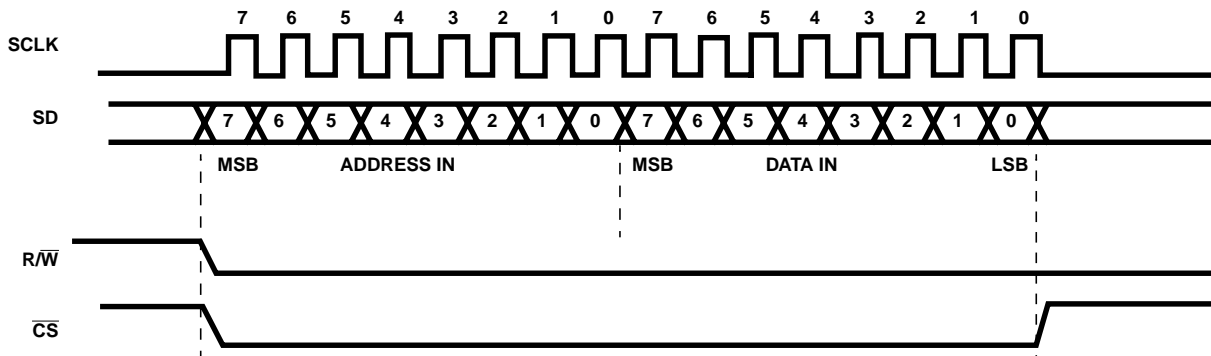 7 6 5 4 3 2 1 0 7 6 5 4 3 2 1 0
SCLK
SD 7 6 5 4 3 2 1 0 7 6 5 4 3 2 1 0
MSB ADDRESS IN MSB DATA IN LSB
R/W̅
C̅S̅